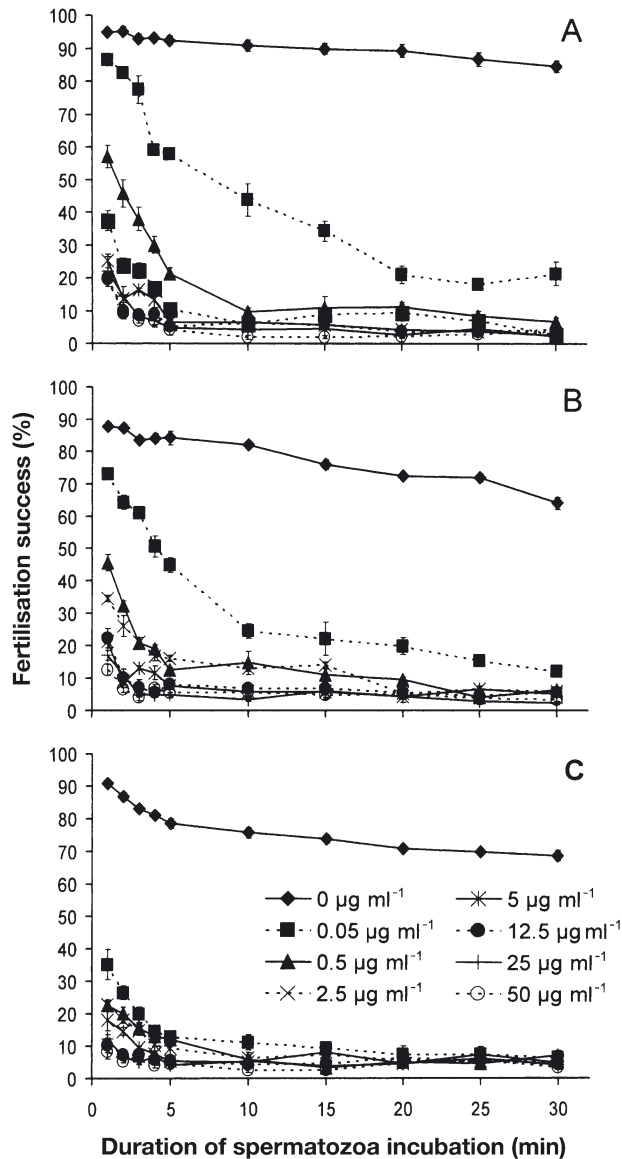 A
100
90
80
70
60
50
40
30
20
10
0
B
100
90
80
70
60
50
40
30
20
10
0
Fertilisation success (%)
C
100
90
80
70
60
50
40
30
20
10
0
0 µg ml⁻¹
5 µg ml⁻¹
0.05 µg ml⁻¹
12.5 µg ml⁻¹
0.5 µg ml⁻¹
25 µg ml⁻¹
2.5 µg ml⁻¹
50 µg ml⁻¹
0 5 10 15 20 25 30
Duration of spermatozoa incubation (min)